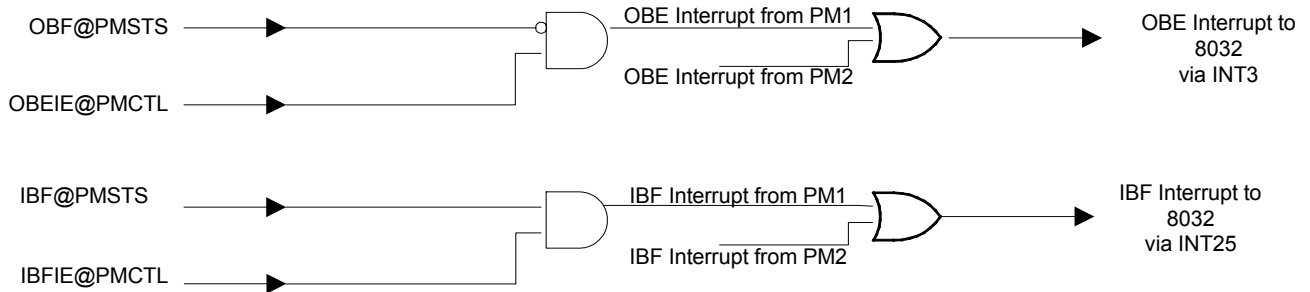 OBF@PMSTS
OBE Interrupt from PM1
OBE Interrupt to
8032
via INT3
OBE Interrupt from PM2
OBEIE@PMCTL
IBF@PMSTS
IBF Interrupt from PM1
IBF Interrupt to
8032
via INT25
IBF Interrupt from PM2
IBFIE@PMCTL